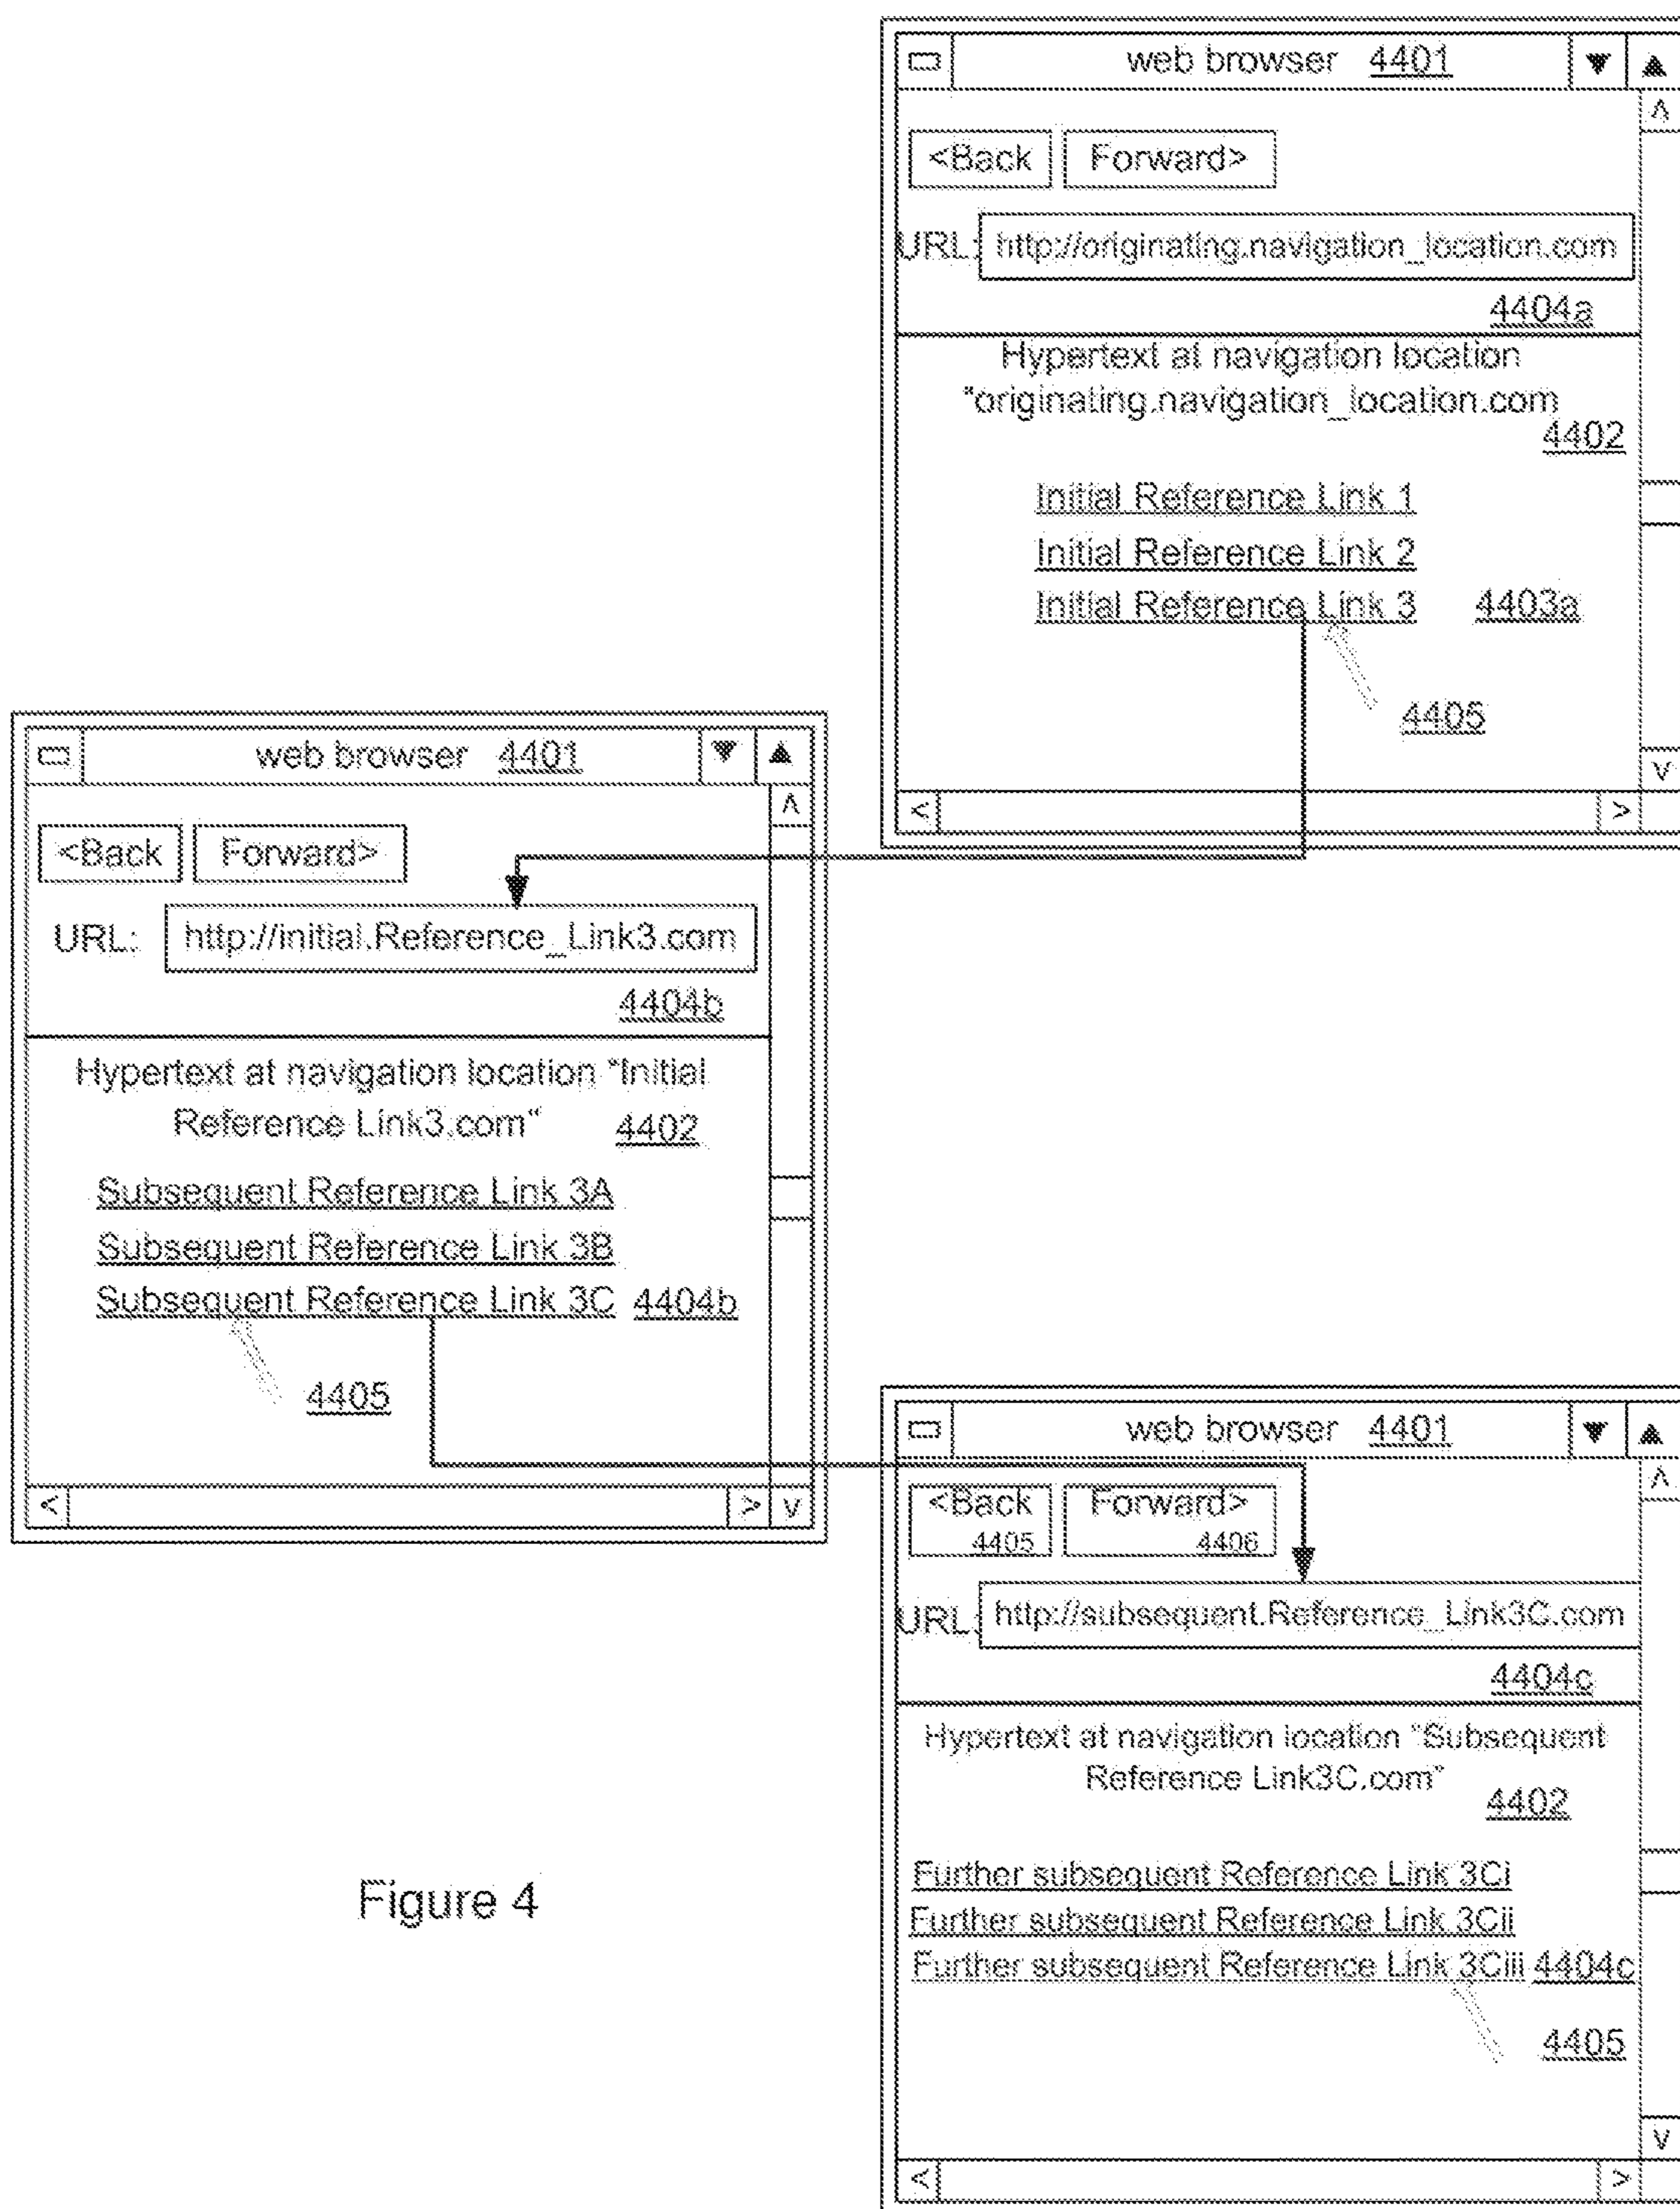 web browser 4401
<Back Forward>
URL: http://originating.navigation_location.com
4404a
Hypertext at navigation location
"originating.navigation_location.com
4402
Initial Reference Link 1
Initial Reference Link 2
Initial Reference Link 3 4403a
4405
web browser 4401
<Back Forward>
URL: http://initial.Reference_Link3.com
4404b
Hypertext at navigation location "Initial
Reference Link3.com" 4402
Subsequent Reference Link 3A
Subsequent Reference Link 3B
Subsequent Reference Link 3C 4404b
4405
web browser 4401
<Back Forward>
4405 4406
URL: http://subsequent.Reference_Link3C.com
4404c
Hypertext at navigation location "Subsequent
Reference Link3C.com"
4402
Further subsequent Reference Link 3Ci
Further subsequent Reference Link 3Cii
Further subsequent Reference Link 3Ciii 4404c
4405
Figure 4